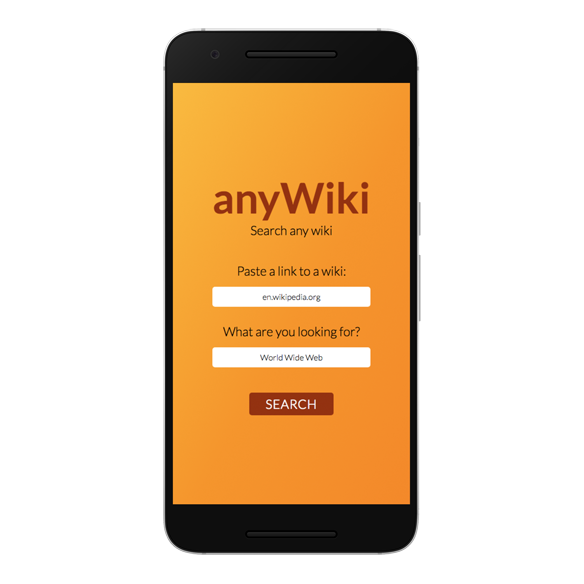 anyWiki
Search any wiki
Paste a link to a wiki:
en.wikipedia.org
What are you looking for?
World Wide Web
SEARCH